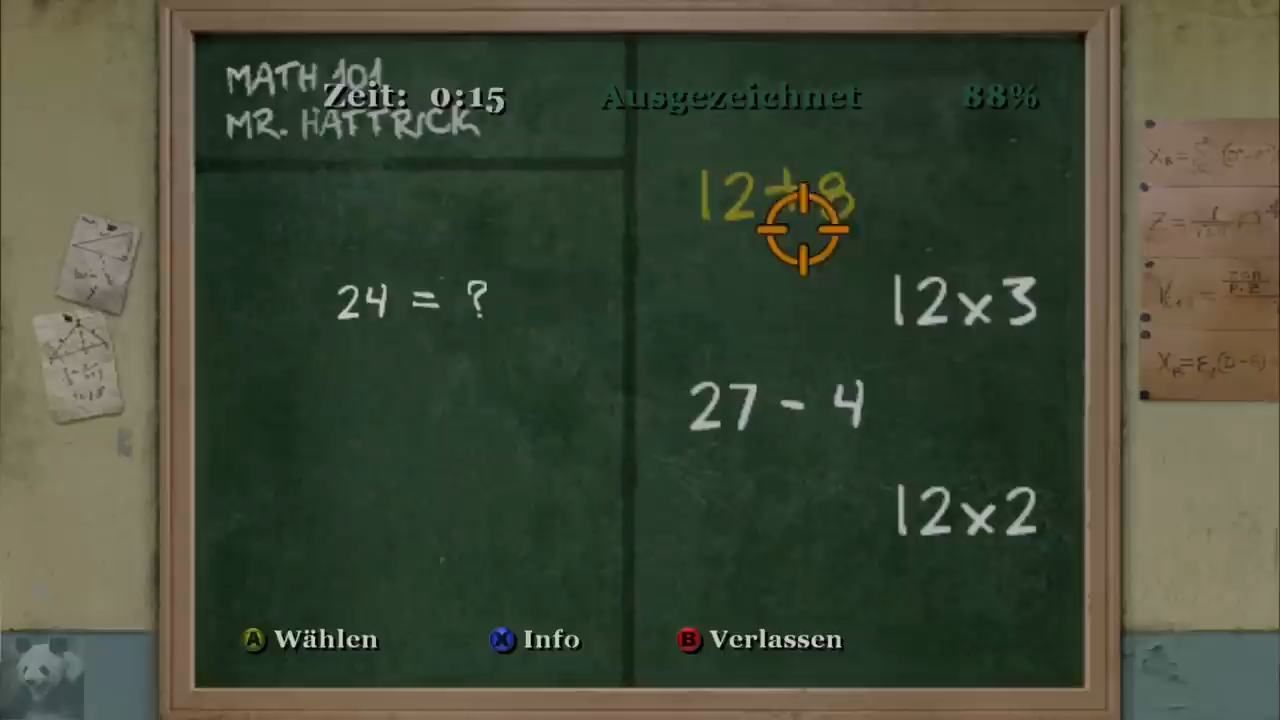 MATH 101
Zeit: 0:15
Ausgezeichnet
88%
MR. HATTRICK
24 = ?
12+8
12x3
27 - 4
12x2
A Wählen
X Info
B Verlassen